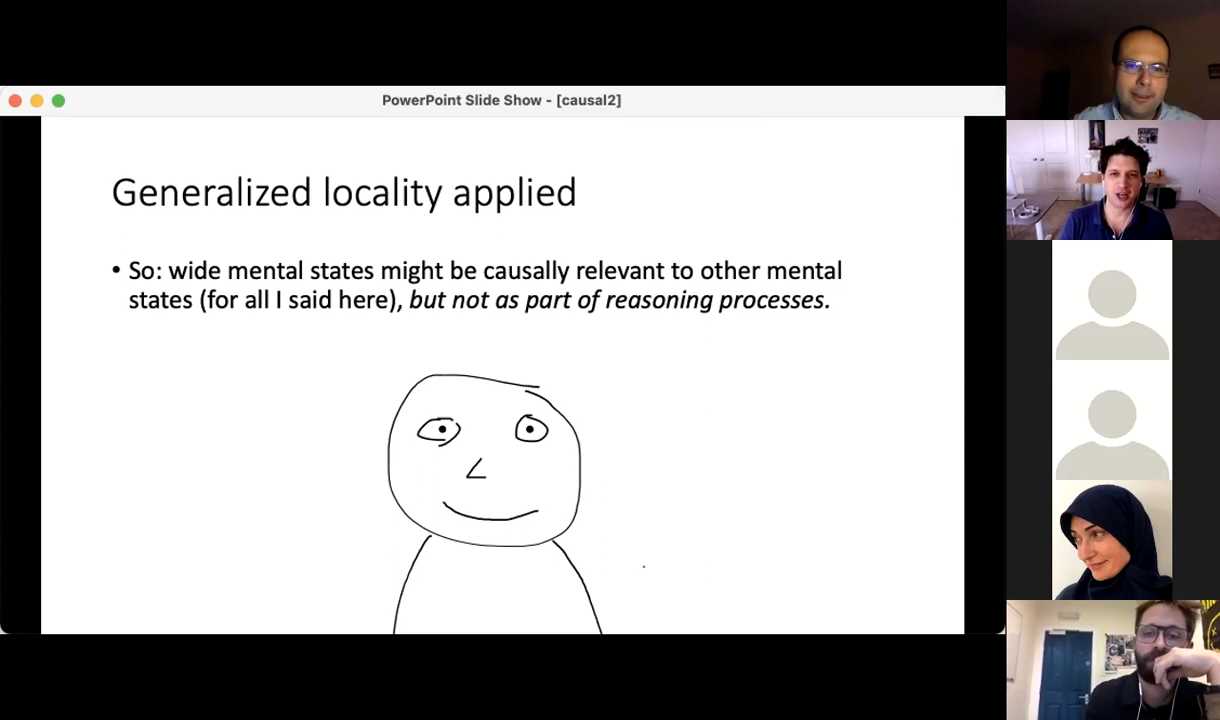 PowerPoint Slide Show - [causal2]
Generalized locality applied
• So: wide mental states might be causally relevant to other mental
states (for all I said here), but not as part of reasoning processes.